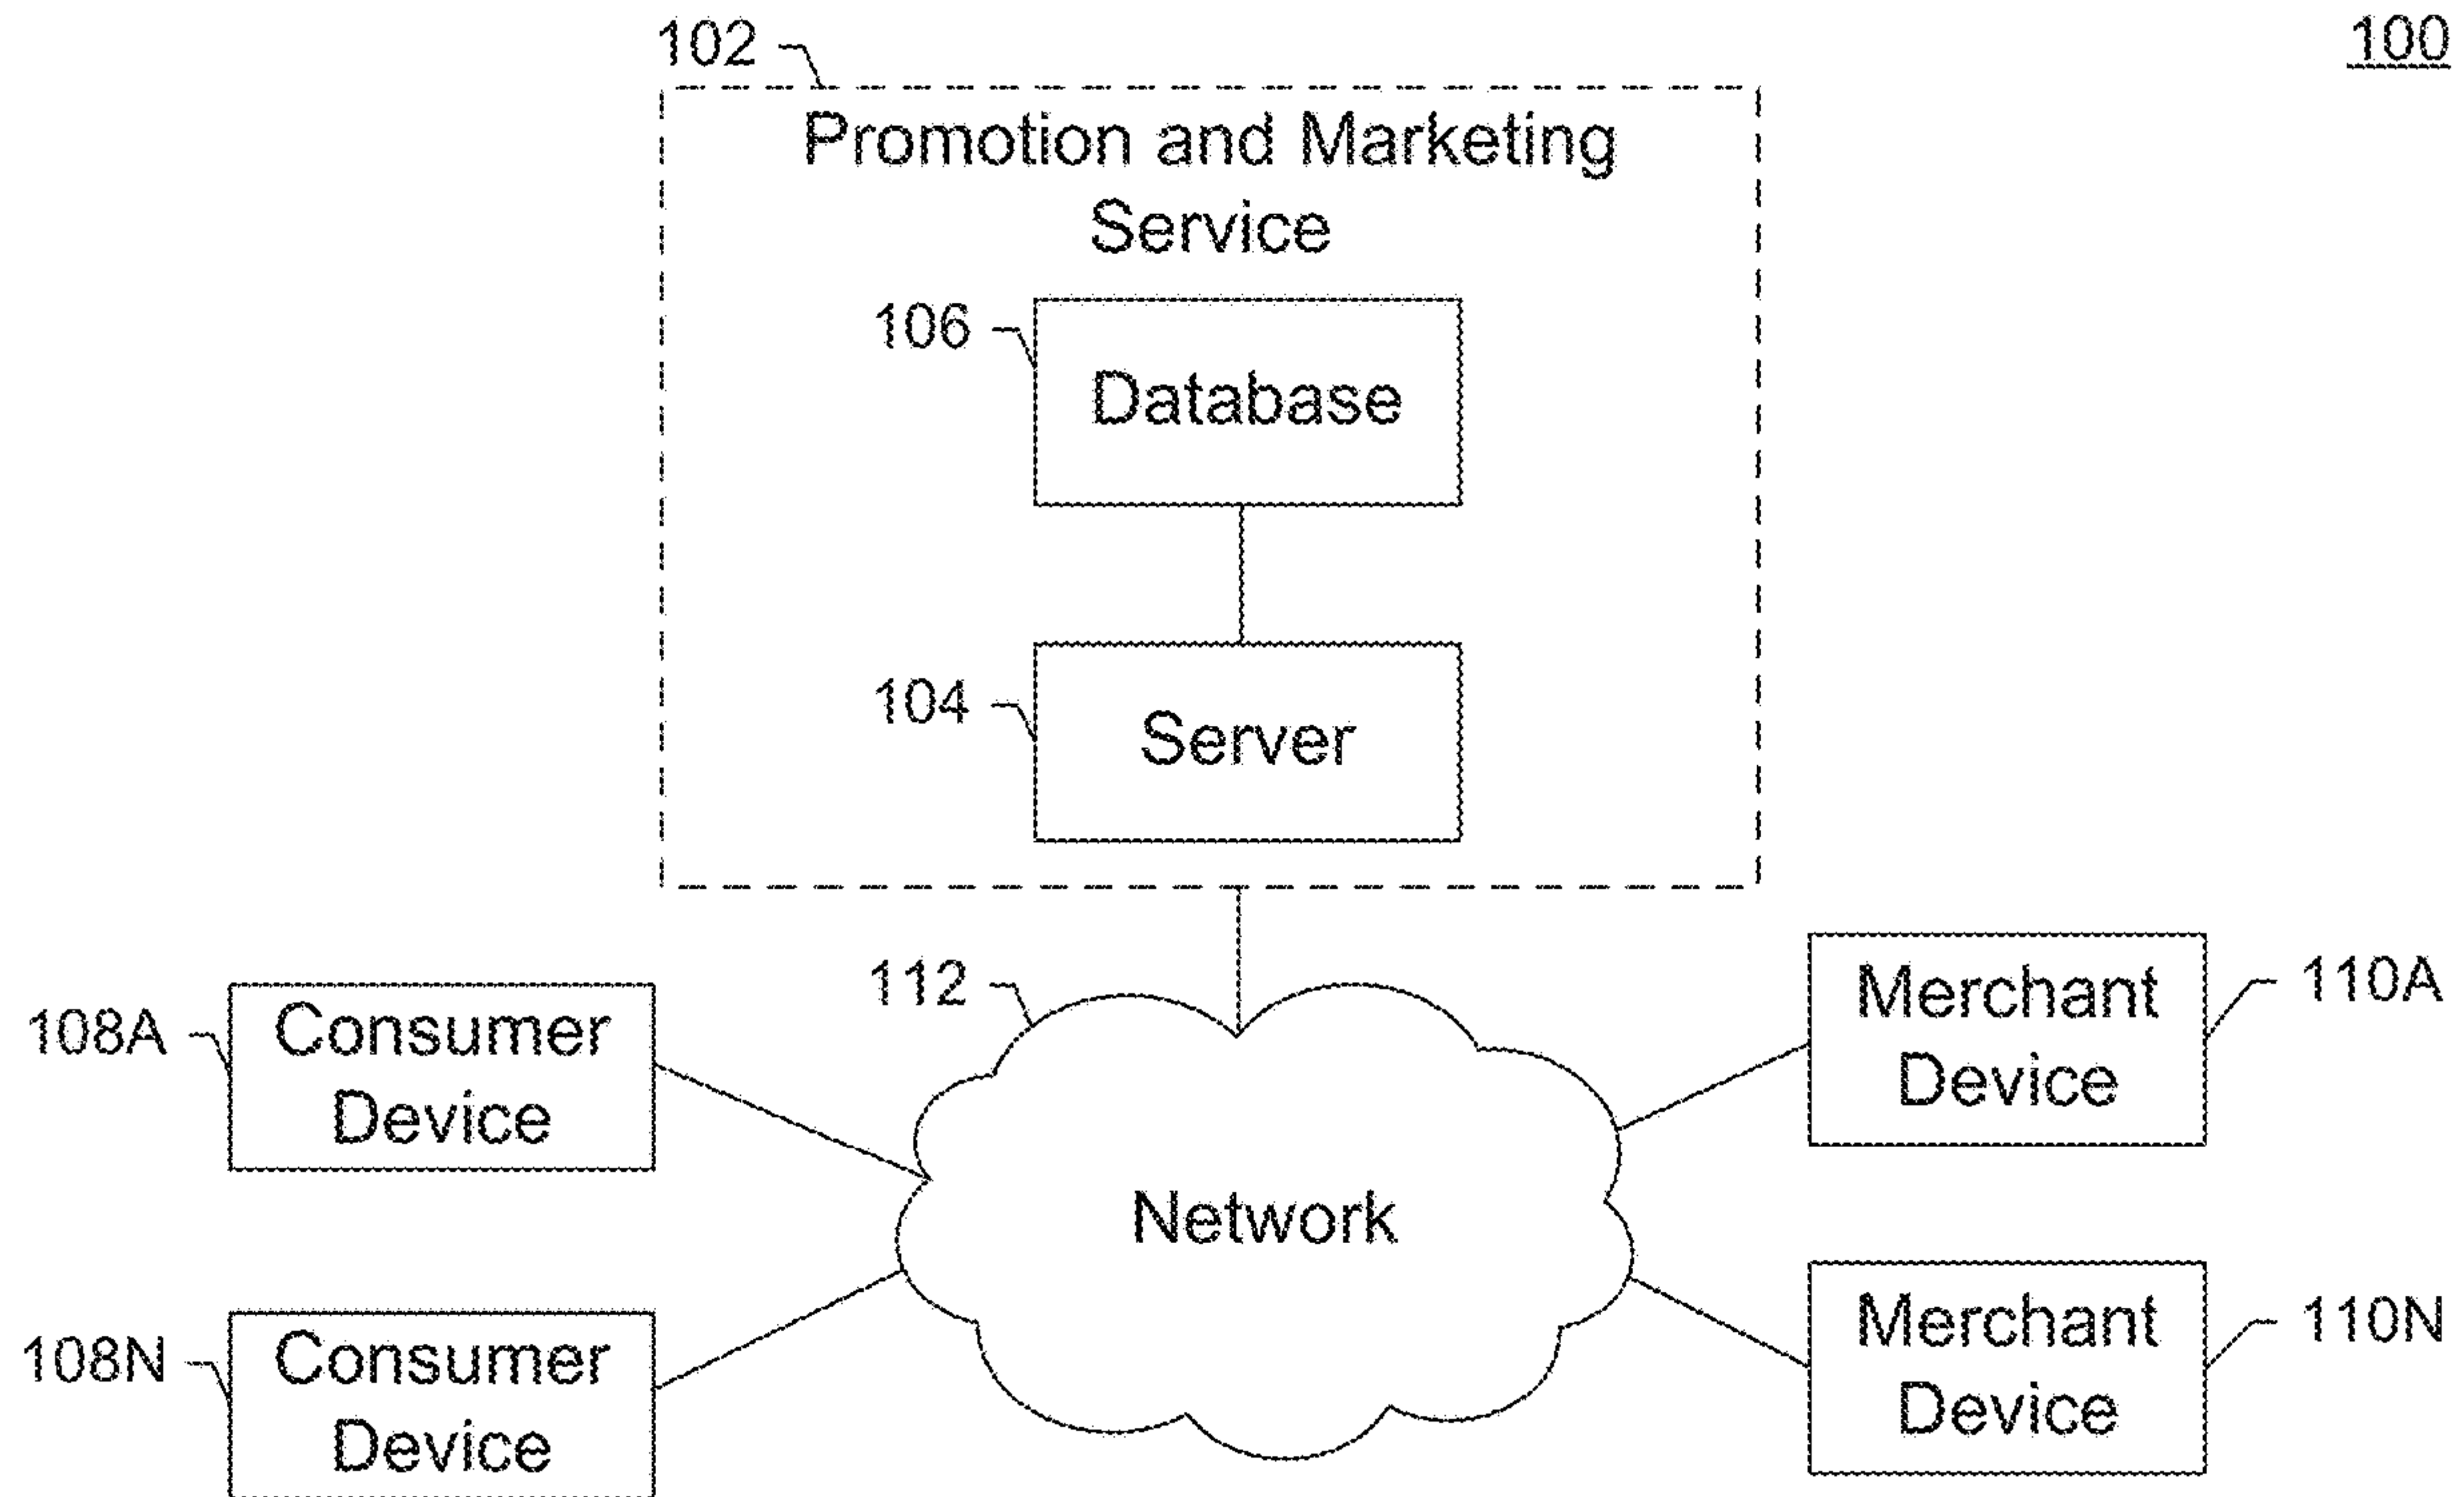 100
102
Promotion and Marketing
Service
106
Database
104
Server
112
108A
Consumer
Device
110A
Merchant
Device
Network
108N
Consumer
Device
110N
Merchant
Device